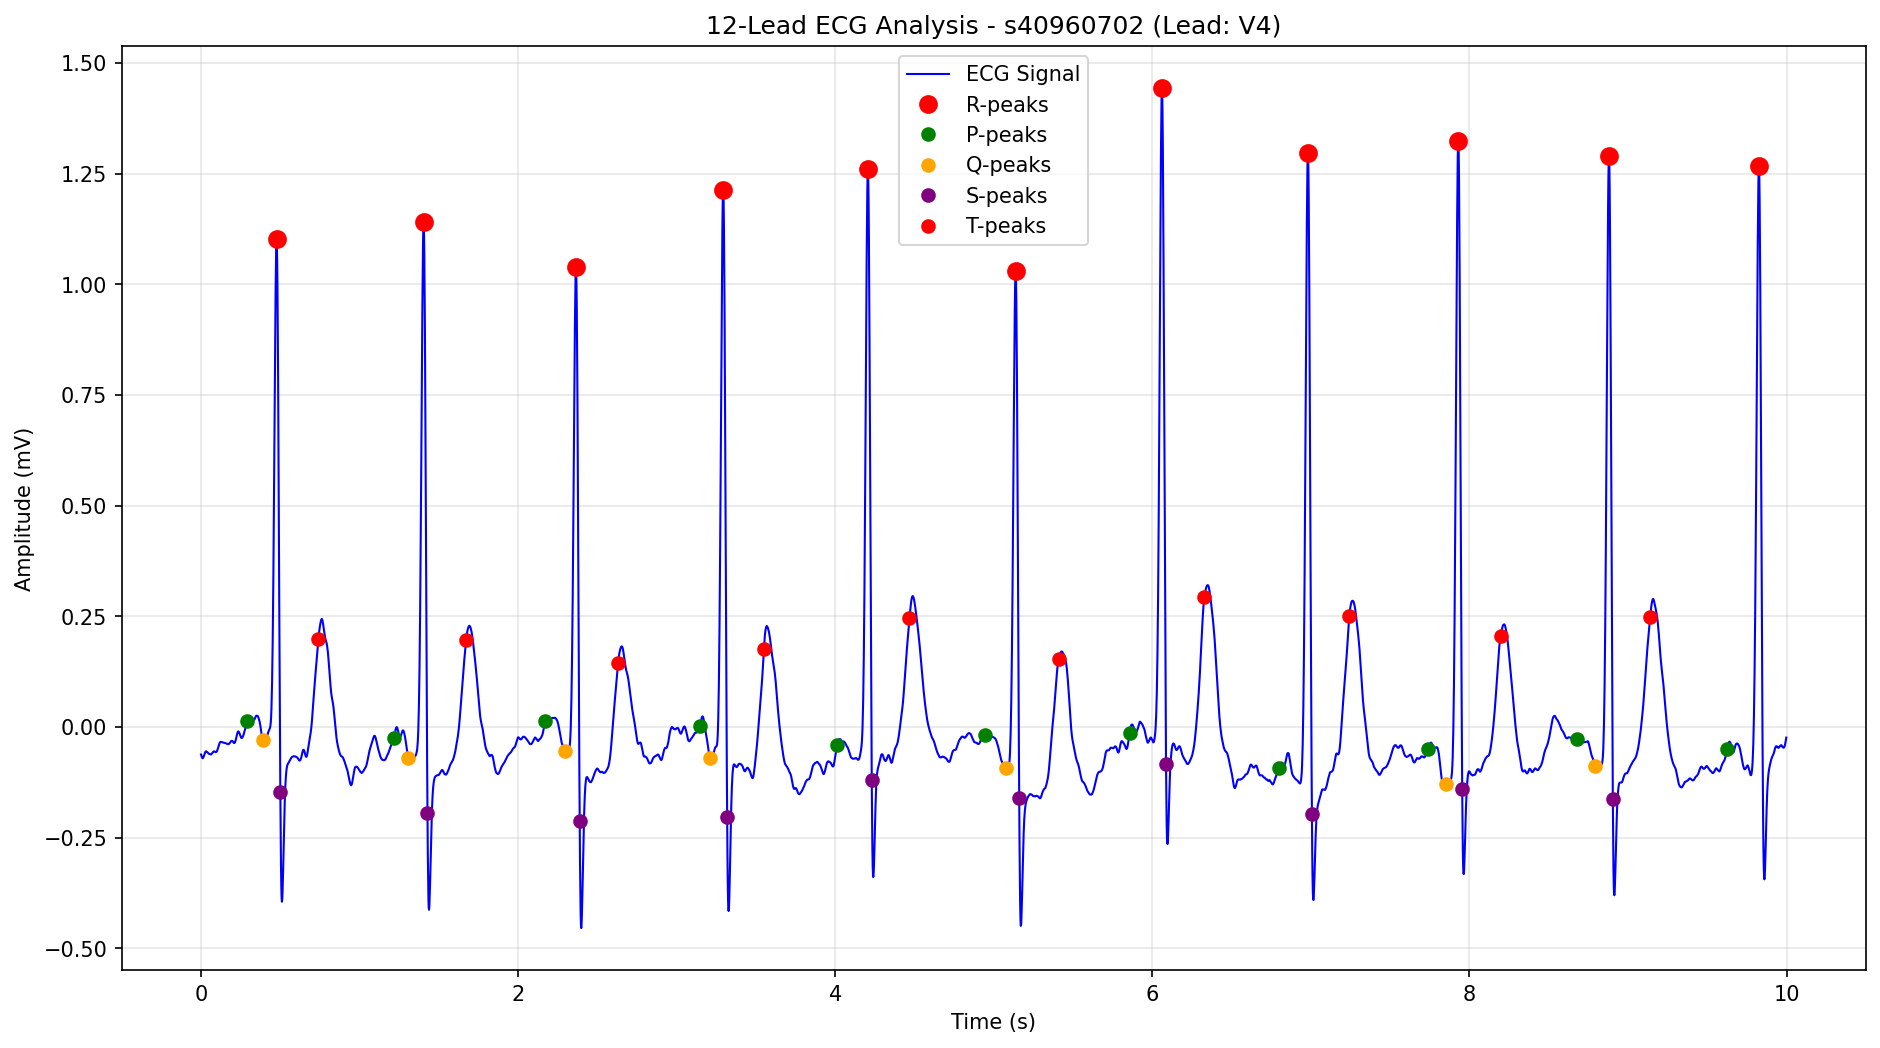 12-Lead ECG Analysis - s40960702 (Lead: V4)
ECG Signal
R-peaks
P-peaks
Q-peaks
S-peaks
T-peaks
Amplitude (mV)
1.50
1.25
1.00
0.75
0.50
0.25
0.00
−0.25
−0.50
0 2 4 6 8 10
Time (s)